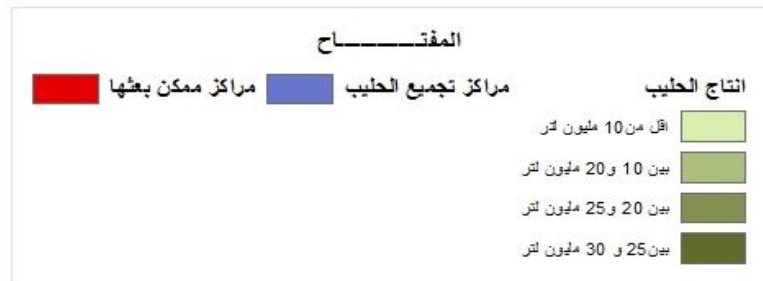 المفتـــــــــاح
انتاج الحليب مراكز تجميع الحليب مراكز ممكن بعثها
اقل من10 مليون لتر
بين 10 و20 مليون لتر
بين 20 و25 مليون لتر
بين25 و 30 مليون لتر